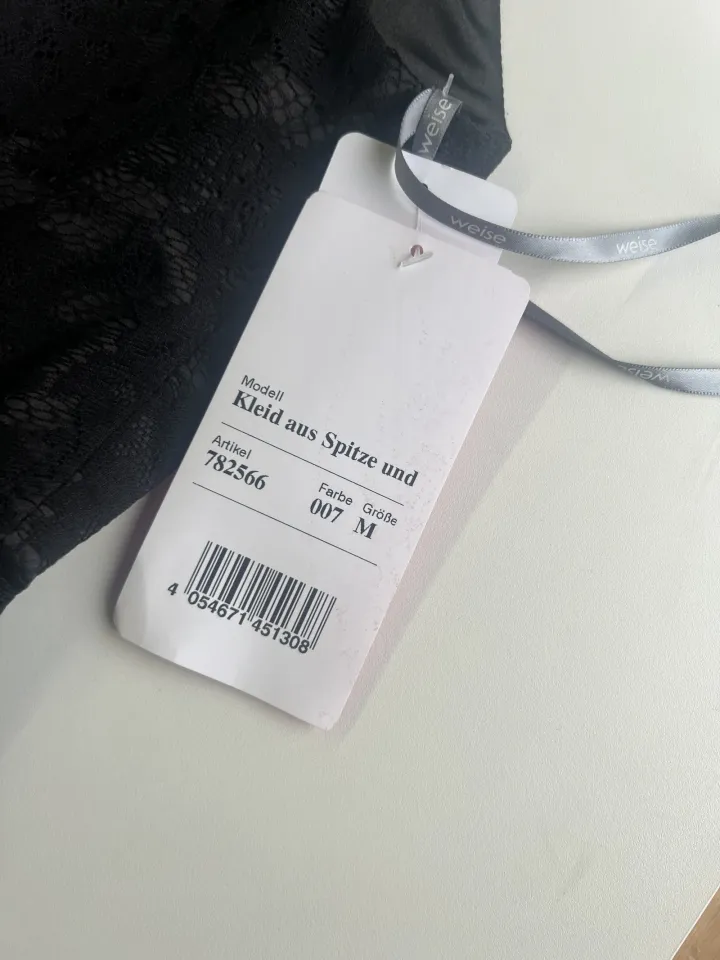 weise
weise
weise
weise
Modell
Kleid aus Spitze und
Artikel
782566
Farbe Größe
007 M
4 054671 451308